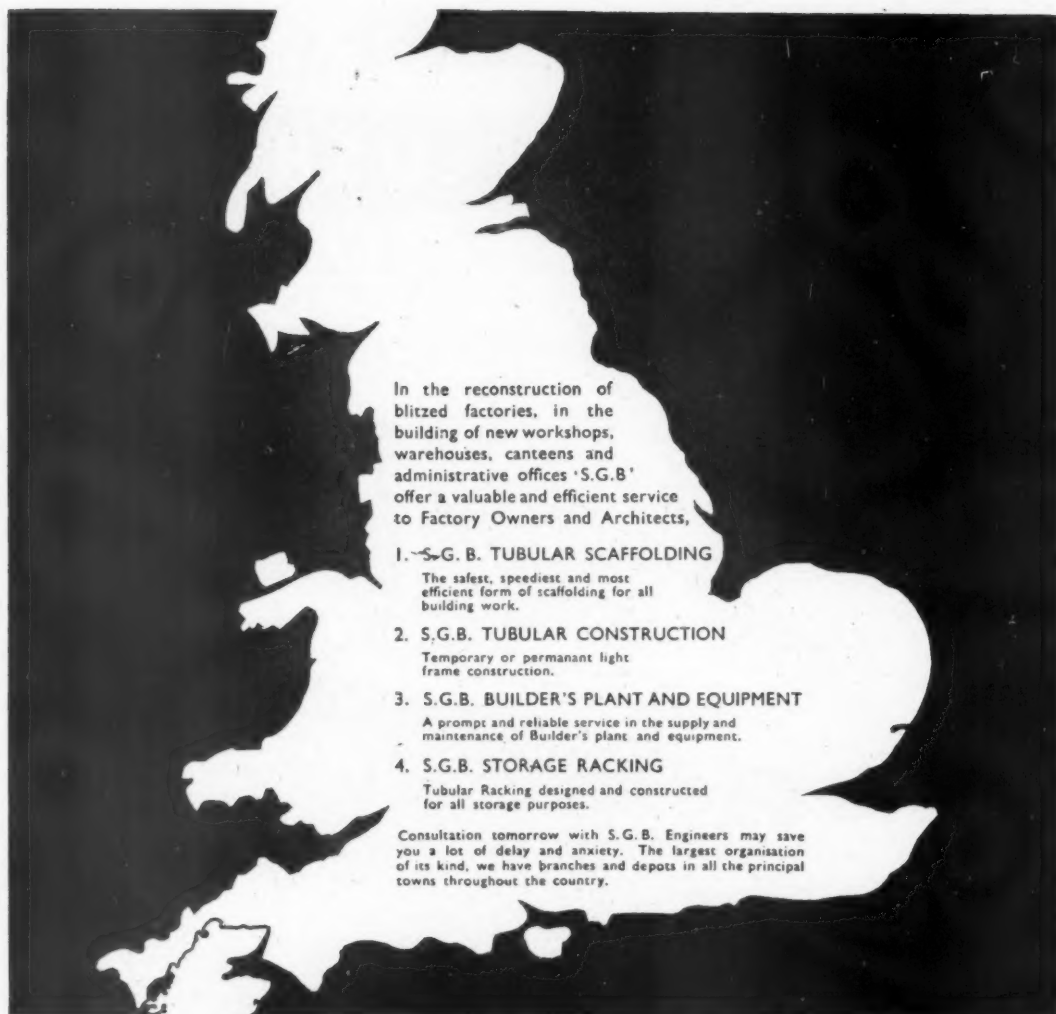 In the reconstruction of
blitzed factories, in the
building of new workshops,
warehouses, canteens and
administrative offices 'S.G.B'
offer a valuable and efficient service
to Factory Owners and Architects,
1. S.G.B. TUBULAR SCAFFOLDING
The safest, speediest and most
efficient form of scaffolding for all
building work.
2. S.G.B. TUBULAR CONSTRUCTION
Temporary or permanant light
frame construction.
3. S.G.B. BUILDER'S PLANT AND EQUIPMENT
A prompt and reliable service in the supply and
maintenance of Builder's plant and equipment.
4. S.G.B. STORAGE RACKING
Tubular Racking designed and constructed
for all storage purposes.
Consultation tomorrow with S.G.B. Engineers may save
you a lot of delay and anxiety. The largest organisation
of its kind, we have branches and depots in all the principal
towns throughout the country.